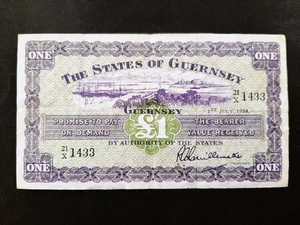 ONE ONE
THE STATES OF GUERNSEY
21/X 1433
JULY, 1958
GUERNSEY
PROMISE TO PAY THE BEARER
£1
ON DEMAND VALUE RECEIVED
BY AUTHORITY OF THE STATES
21/X 1433
ONE ONE